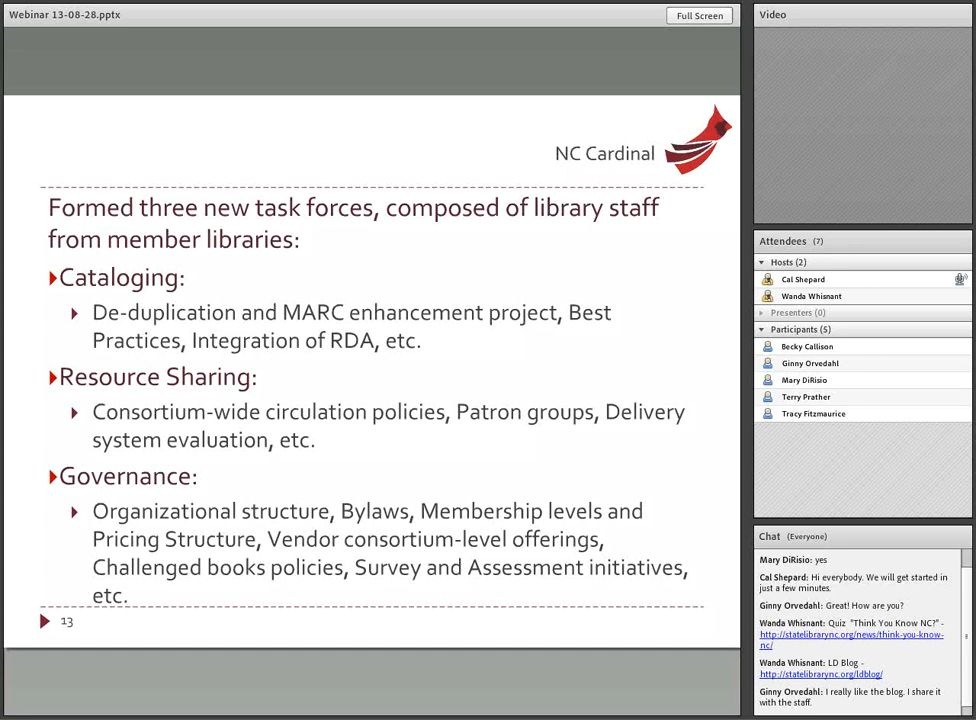 Webinar 13-08-28.pptx
Full Screen
NC Cardinal
Formed three new task forces, composed of library staff
from member libraries:
Cataloging:
De-duplication and MARC enhancement project, Best
Practices, Integration of RDA, etc.
Resource Sharing:
Consortium-wide circulation policies, Patron groups, Delivery
system evaluation, etc.
Governance:
Organizational structure, Bylaws, Membership levels and
Pricing Structure, Vendor consortium-level offerings,
Challenged books policies, Survey and Assessment initiatives,
etc.
13
Video
Attendees (7)
Hosts (2)
Cal Shepard
Wanda Whisnant
Presenters (0)
Participants (5)
Becky Callison
Ginny Orvedahl
Mary DiRisio
Terry Prather
Tracy Fitzmaurice
Chat (Everyone)
Mary DiRisio: yes
Cal Shepard: Hi everybody. We will get started in
just a few minutes.
Ginny Orvedahl: Great! How are you?
Wanda Whisnant: Quiz "Think You Know NC?" -
http://statelibrarync.org/news/think-you-know-
nc/
Wanda Whisnant: LD Blog -
http://statelibrarync.org/ldblog/
Ginny Orvedahl: I really like the blog. I share it
with the staff.